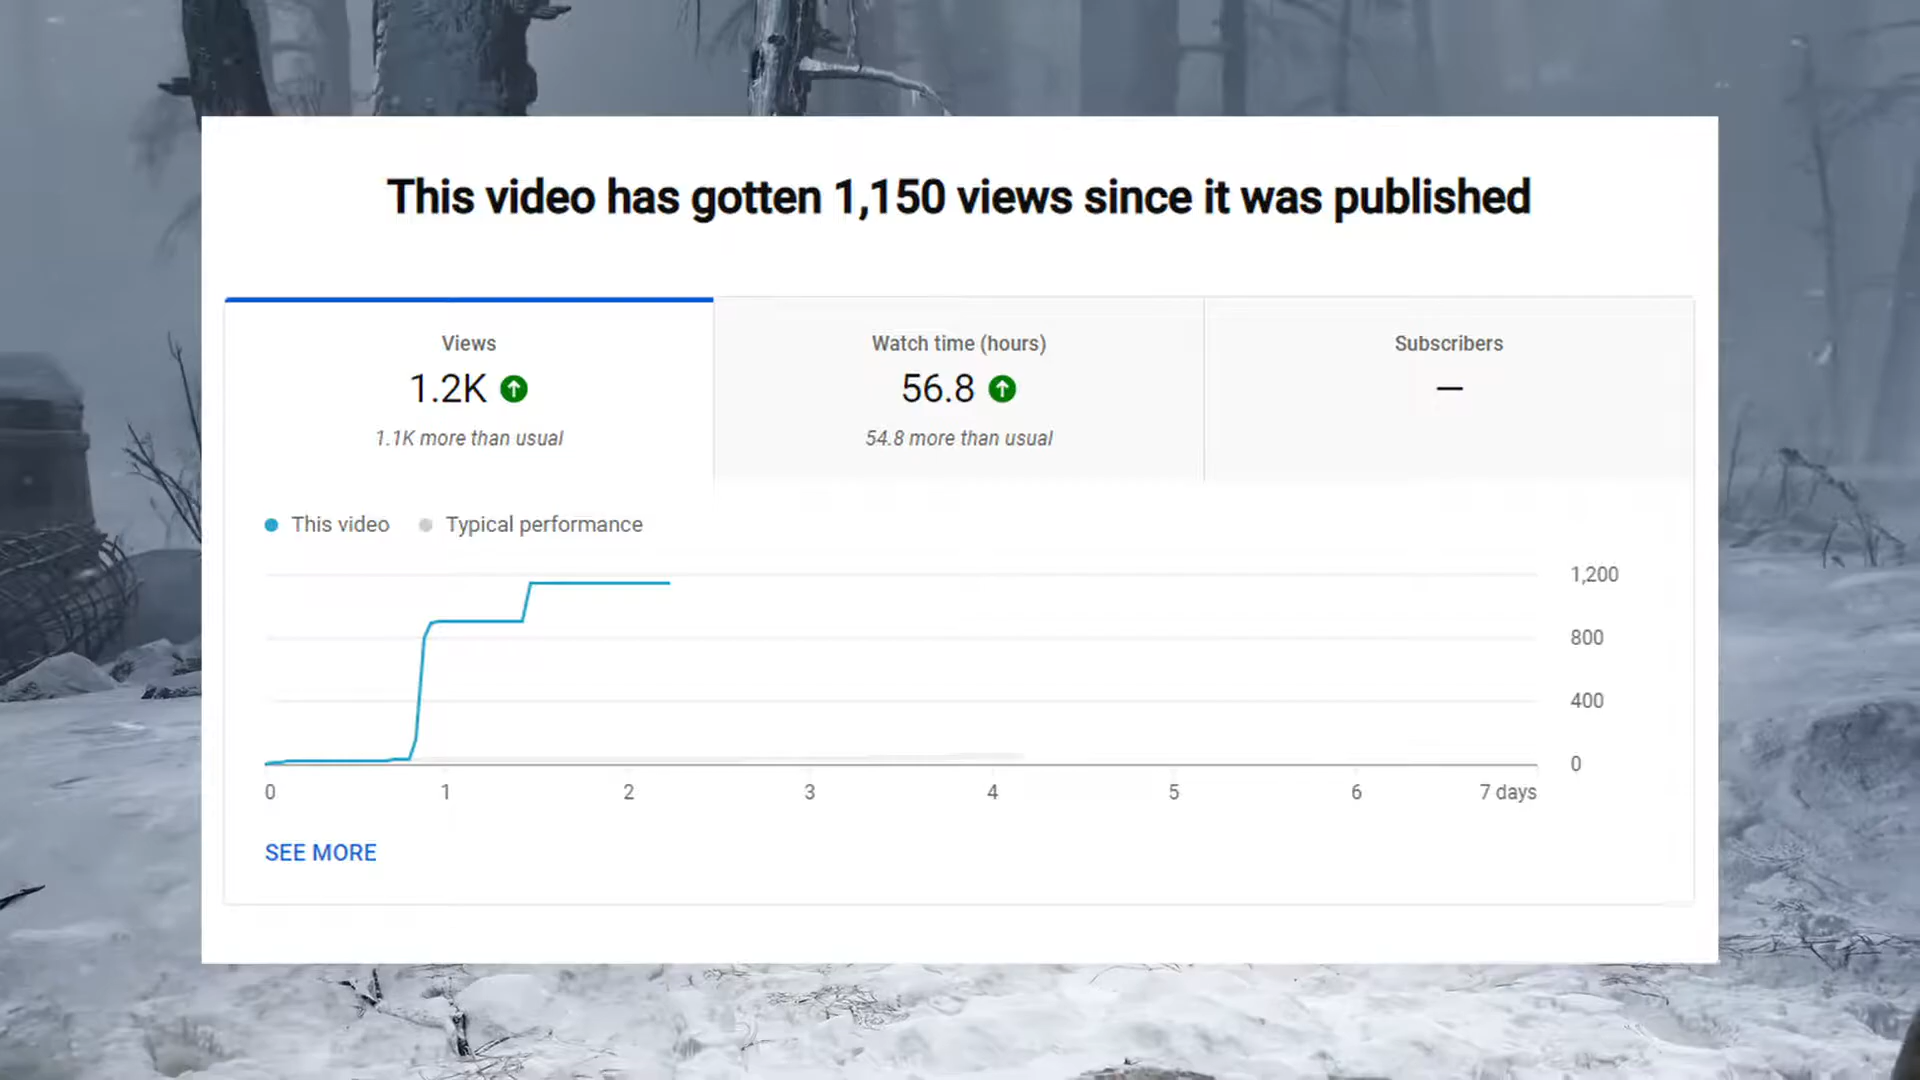 This video has gotten 1,150 views since it was published
Views
1.2K
1.1K more than usual
Watch time (hours)
56.8
54.8 more than usual
Subscribers
—
This video
Typical performance
1,200
800
400
0
0 1 2 3 4 5 6 7 days
SEE MORE